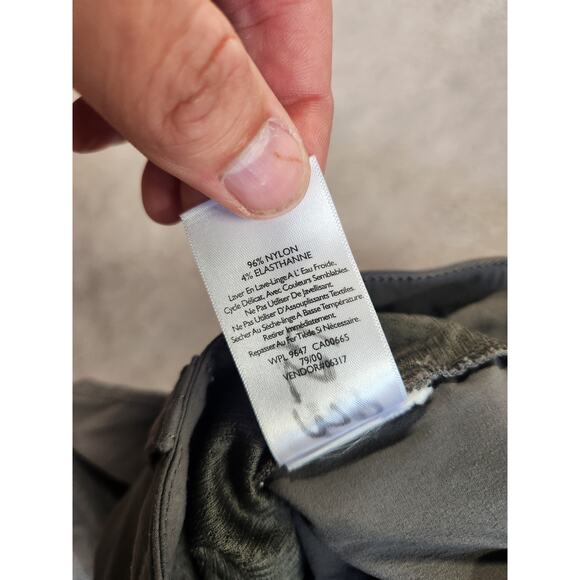 96% NYLON
4% ELASTHANNE
Laver En Lave-Linge A L' Eau Froide,
Cycle Délicat, Avec Couleurs Semblables.
Ne Pas Utiliser De Javellisant.
Ne Pas Utiliser D'Assouplissants Textiles.
Secher Au Sèche-linge A Basse Température.
Retirer Immédiatement.
Repasser Au Fer Tiède Si Nécessaire.
WPL 9647 CA00665
79/00
VENDOR#06317